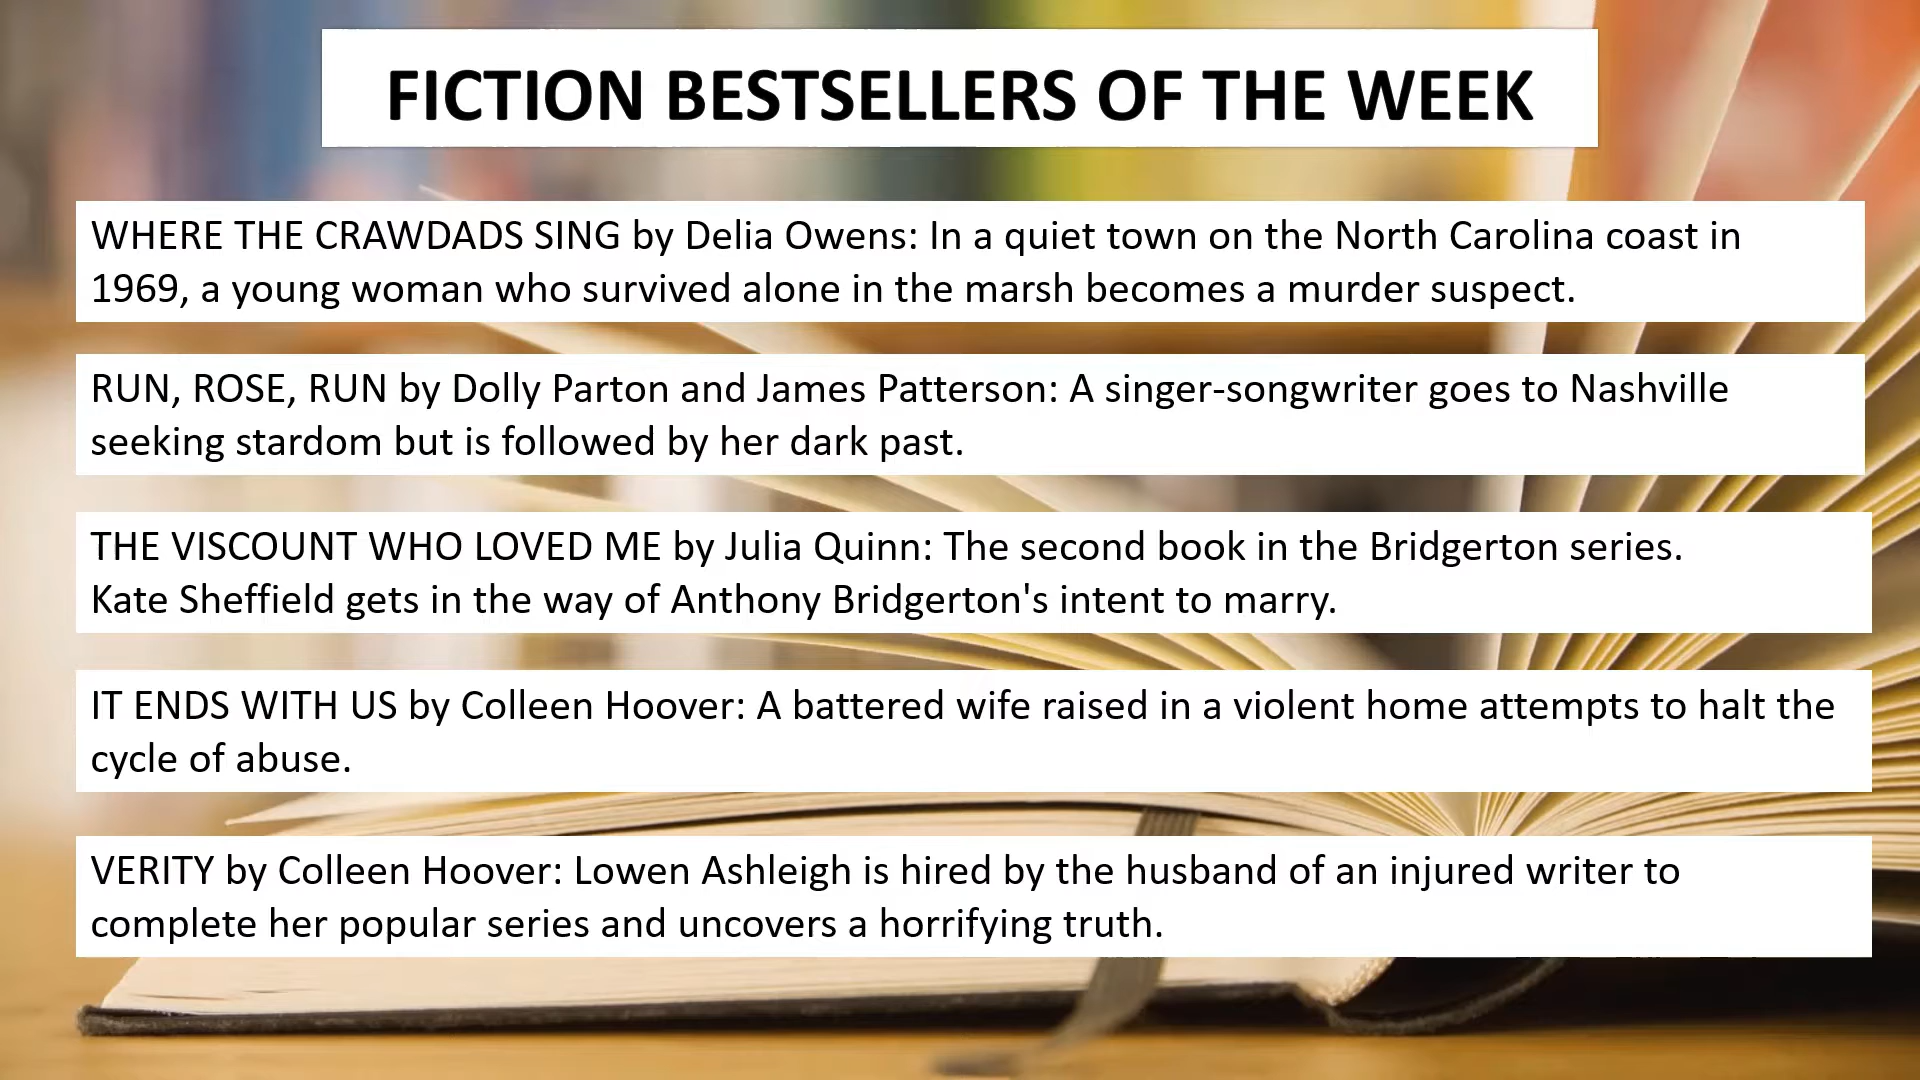 FICTION BESTSELLERS OF THE WEEK
WHERE THE CRAWDADS SING by Delia Owens: In a quiet town on the North Carolina coast in
1969, a young woman who survived alone in the marsh becomes a murder suspect.
RUN, ROSE, RUN by Dolly Parton and James Patterson: A singer-songwriter goes to Nashville
seeking stardom but is followed by her dark past.
THE VISCOUNT WHO LOVED ME by Julia Quinn: The second book in the Bridgerton series.
Kate Sheffield gets in the way of Anthony Bridgerton's intent to marry.
IT ENDS WITH US by Colleen Hoover: A battered wife raised in a violent home attempts to halt the
cycle of abuse.
VERITY by Colleen Hoover: Lowen Ashleigh is hired by the husband of an injured writer to
complete her popular series and uncovers a horrifying truth.